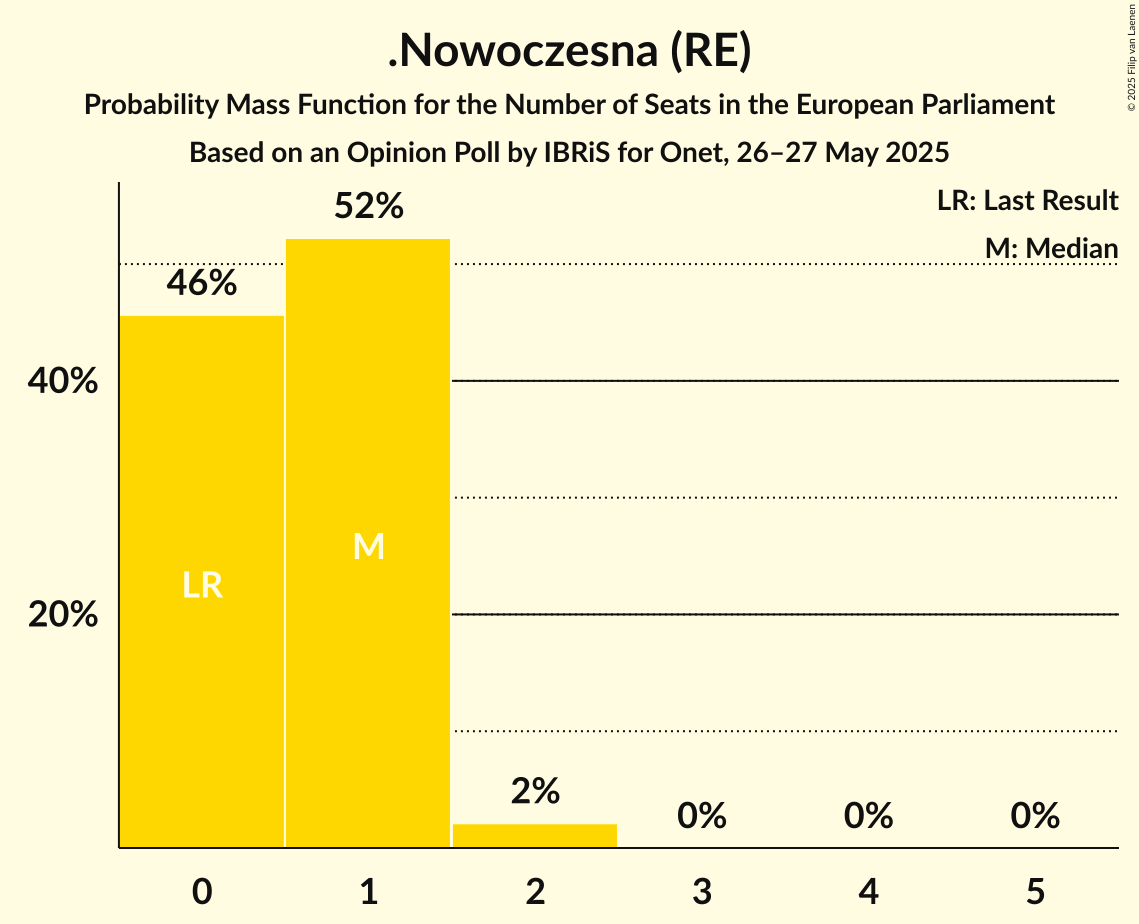 .Nowoczesna (RE)
Probability Mass Function for the Number of Seats in the European Parliament
Based on an Opinion Poll by IBRiS for Onet, 26–27 May 2025
© 2025 Filip van Laenen
LR: Last Result
M: Median
52%
46%
40%
M
LR
20%
2%
0%
0%
0%
0
1
2
3
4
5